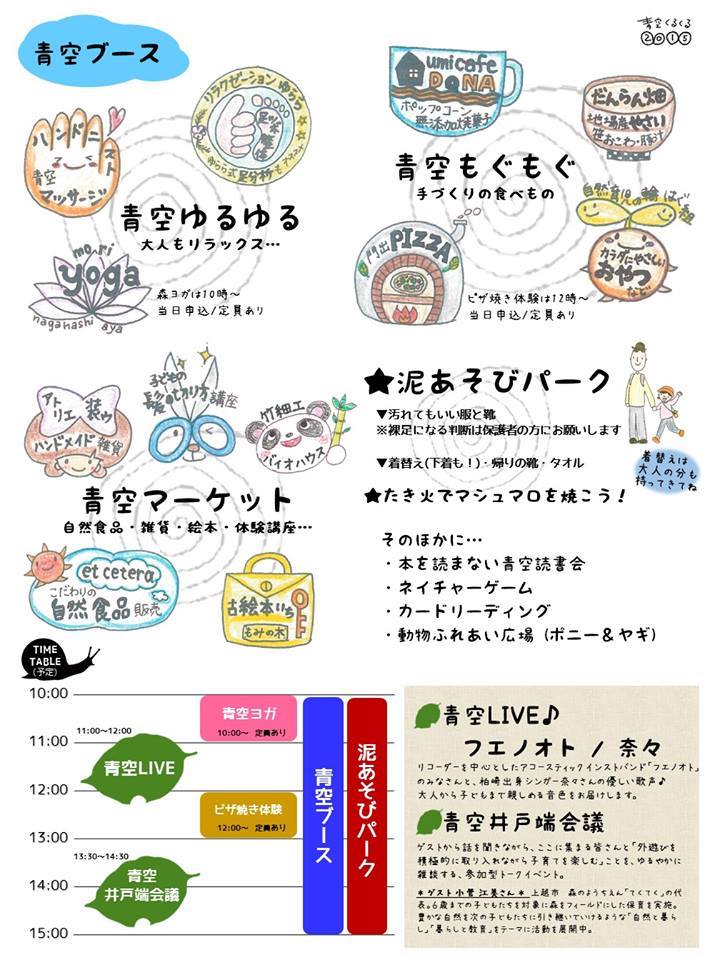 青空くるくる
2015
青空ブース
ハンドニスト
青空
マッサージ
リラクゼーション ゆらら
足分析
青空ゆるゆる
大人もリラックス…
mo.ri
yoga
nagahashi aya
森ヨガは10時〜
当日申込/定員あり
umi cafe
DONA
ポップコーン
無添加焼菓子
だんらん畑
地場産やさい
笹おこわ・豚汁
青空もぐもぐ
手づくりの食べもの
門出PIZZA
自然育児の輪 はぐ
カラダにやさしい
おやつ
など
ピザ焼き体験は12時〜
当日申込/定員あり
アトリエ 装う
ハンドメイド 雑貨
子どもの
髪の切り方講座
竹細工
バイオハウス
青空マーケット
自然食品・雑貨・絵本・体験講座…
et cetera
こだわりの
自然食品 販売
古絵本いち
もみの木
★泥あそびパーク
▼汚れてもいい服と靴
※裸足になる判断は保護者の方にお願いします
▼着替え(下着も！)・帰りの靴・タオル
着替えは
大人の分も
持ってきてね
★たき火でマシュマロを焼こう！
そのほかに…
・本を読まない青空読書会
・ネイチャーゲーム
・カードリーディング
・動物ふれあい広場（ポニー＆ヤギ）
TIME
TABLE
(予定)
10:00
11:00
12:00
13:00
14:00
15:00
11:00〜12:00
青空LIVE
13:30〜14:30
青空
井戸端会議
青空ヨガ
10:00〜 定員あり
ピザ焼き体験
12:00〜 定員あり
青空ブース
泥あそびパーク
青空LIVE♪
フエノオト / 奈々
リコーダーを中心としたアコースティックインストバンド「フエノオト」
のみなさんと、柏崎出身シンガー奈々さんの優しい歌声♪
大人から子どもまで親しめる音色をお届けします。
青空井戸端会議
ゲストから話を聞きながら、ここに集まる皆さんと「外遊びを
積極的に取り入れながら子育てを楽しむ」ことを、ゆるやかに
雑談する、参加型トークイベント。
＊ゲスト小菅 江美さん＊ 上越市 森のようちえん「てくてく」の代
表。6歳までの子どもたちを対象に森をフィールドにした保育を実施。
豊かな自然を次の子どもたちに引き継いでいけるような「自然と暮ら
し」「暮らしと教育」をテーマに活動を展開中。